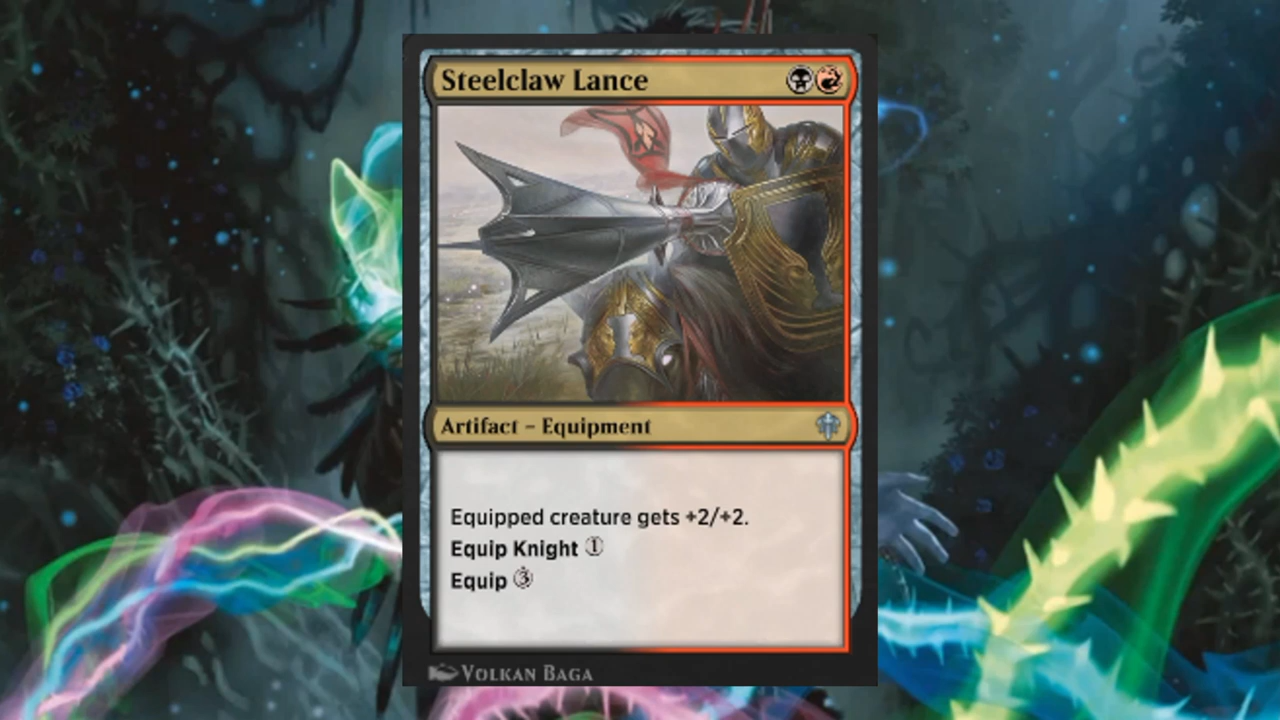 Steelclaw Lance
Artifact – Equipment
Equipped creature gets +2/+2.
Equip Knight ①
Equip ③
VOLKAN BAGA